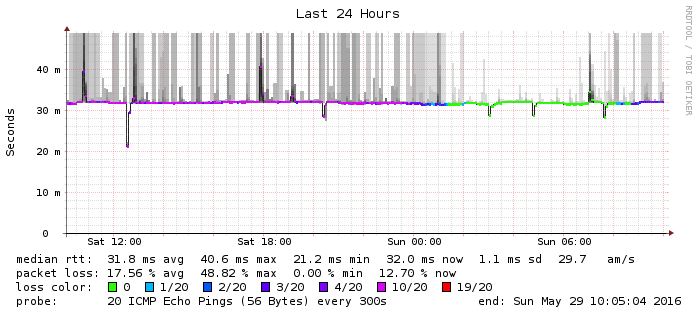 Last 24 Hours
RRDTOOL / TOBI OETIKER
Seconds
40 m
30 m
20 m
10 m
0
Sat 12:00 Sat 18:00 Sun 00:00 Sun 06:00
median rtt: 31.8 ms avg 40.6 ms max 21.2 ms min 32.0 ms now 1.1 ms sd 29.7 am/s
packet loss: 17.56 % avg 48.82 % max 0.00 % min 12.70 % now
loss color: 0 1/20 2/20 3/20 4/20 10/20 19/20
probe: 20 ICMP Echo Pings (56 Bytes) every 300s end: Sun May 29 10:05:04 2016